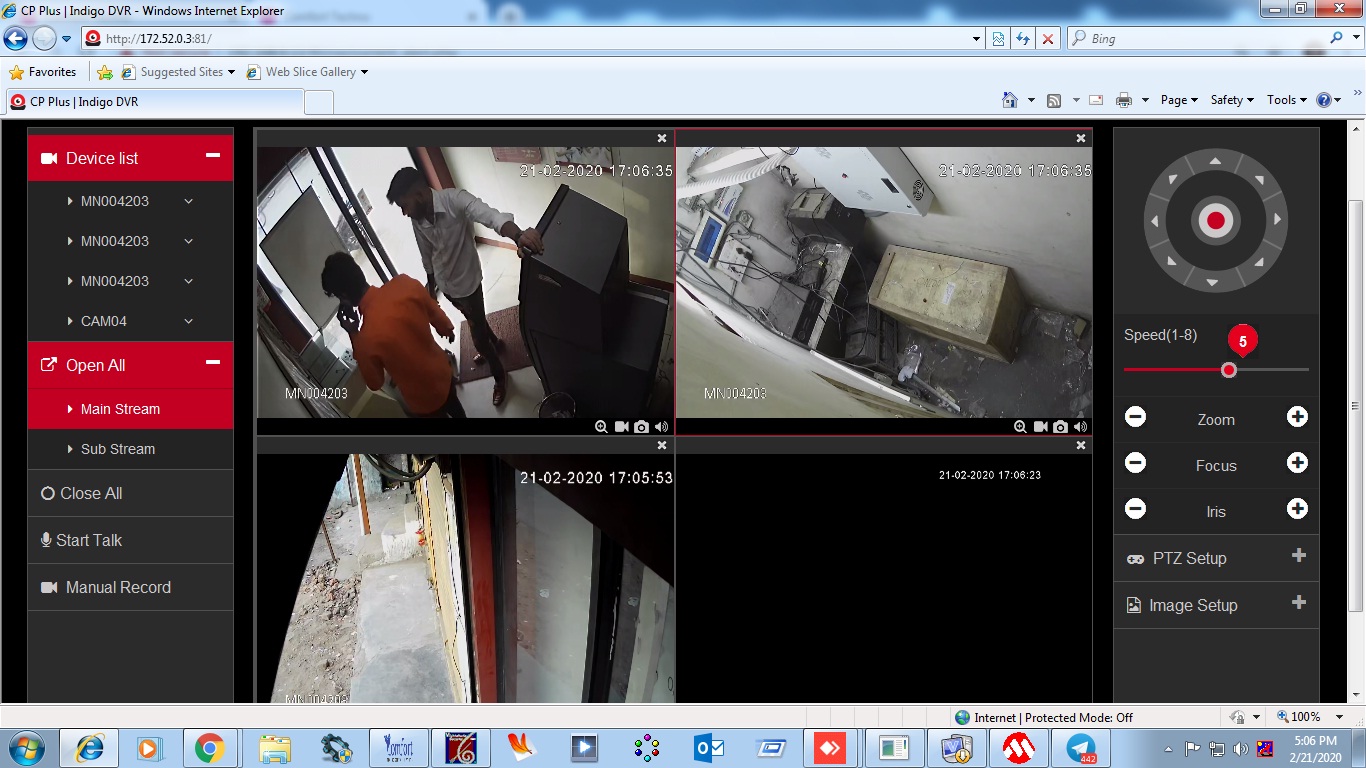 CP Plus | Indigo DVR - Windows Internet Explorer
http://172.52.0.3:81/
Bing
Favorites
Suggested Sites
Web Slice Gallery
CP Plus | Indigo DVR
Page
Safety
Tools
Device list
MN004203
MN004203
MN004203
CAM04
Open All
Main Stream
Sub Stream
Close All
Start Talk
Manual Record
21-02-2020 17:06:35
MN004203
21-02-2020 17:06:35
MN004203
21-02-2020 17:05:53
MN004203
21-02-2020 17:06:23
Speed(1-8)
5
Zoom
Focus
Iris
PTZ Setup
Image Setup
Internet | Protected Mode: Off
100%
442
5:06 PM
2/21/2020